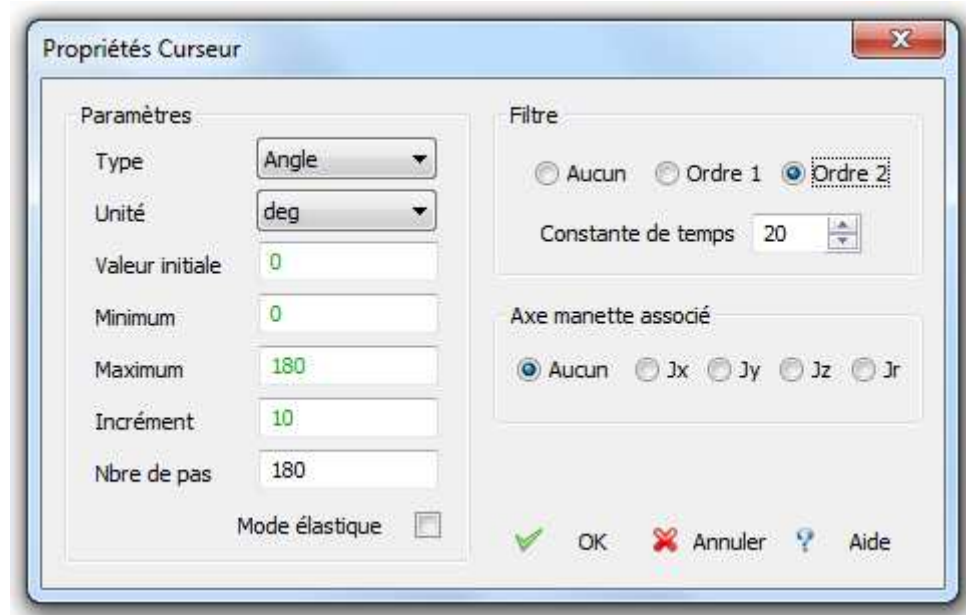 Propriétés Curseur
Paramètres
Type Angle
Unité deg
Valeur initiale 0
Minimum 0
Maximum 180
Incrément 10
Nbre de pas 180
Mode élastique
Filtre
Aucun Ordre 1 Ordre 2
Constante de temps 20
Axe manette associé
Aucun Jx Jy Jz Jr
OK Annuler ? Aide